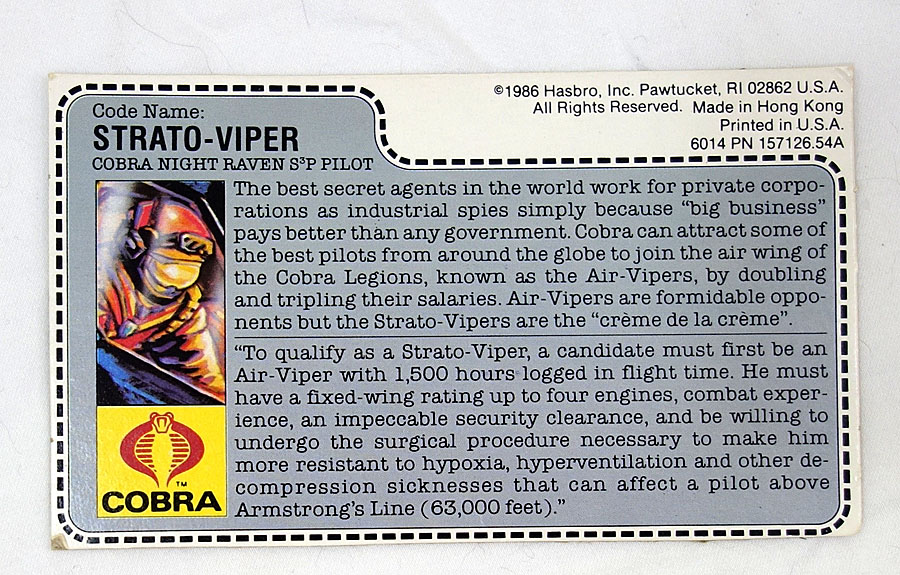 ©1986 Hasbro, Inc. Pawtucket, RI 02862 U.S.A.
All Rights Reserved. Made in Hong Kong
Printed in U.S.A.
6014 PN 157126.54A
Code Name:
STRATO-VIPER
COBRA NIGHT RAVEN S³P PILOT
The best secret agents in the world work for private corpo-
rations as industrial spies simply because "big business"
pays better than any government. Cobra can attract some of
the best pilots from around the globe to join the air wing of
the Cobra Legions, known as the Air-Vipers, by doubling
and tripling their salaries. Air-Vipers are formidable oppo-
nents but the Strato-Vipers are the "crème de la crème".
"To qualify as a Strato-Viper, a candidate must first be an
Air-Viper with 1,500 hours logged in flight time. He must
have a fixed-wing rating up to four engines, combat exper-
ience, an impeccable security clearance, and be willing to
undergo the surgical procedure necessary to make him
more resistant to hypoxia, hyperventilation and other de-
compression sicknesses that can affect a pilot above
Armstrong's Line (63,000 feet)."
TM
COBRA